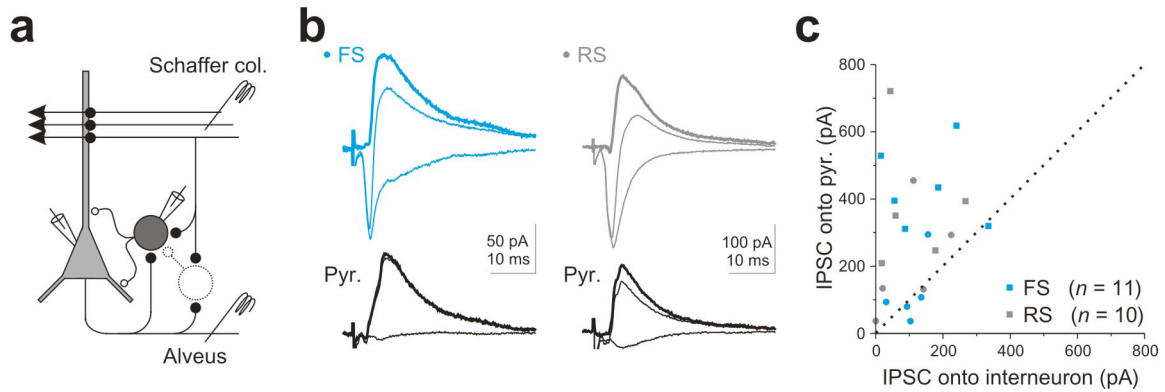 a
Schaffer col.
Alveus
b
FS
RS
50 pA
10 ms
100 pA
10 ms
Pyr.
Pyr.
c
IPSC onto pyr. (pA)
800
600
400
200
0
0 200 400 600 800
FS (n = 11)
RS (n = 10)
IPSC onto interneuron (pA)